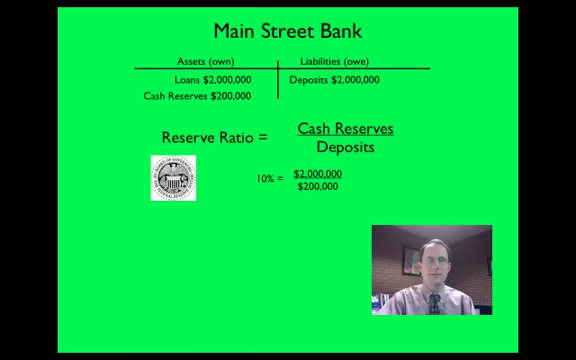 Main Street Bank
Assets (own) Liabilities (owe)
Loans $2,000,000 Deposits $2,000,000
Cash Reserves $200,000
Reserve Ratio = Cash Reserves
Deposits
10% = $2,000,000
$200,000